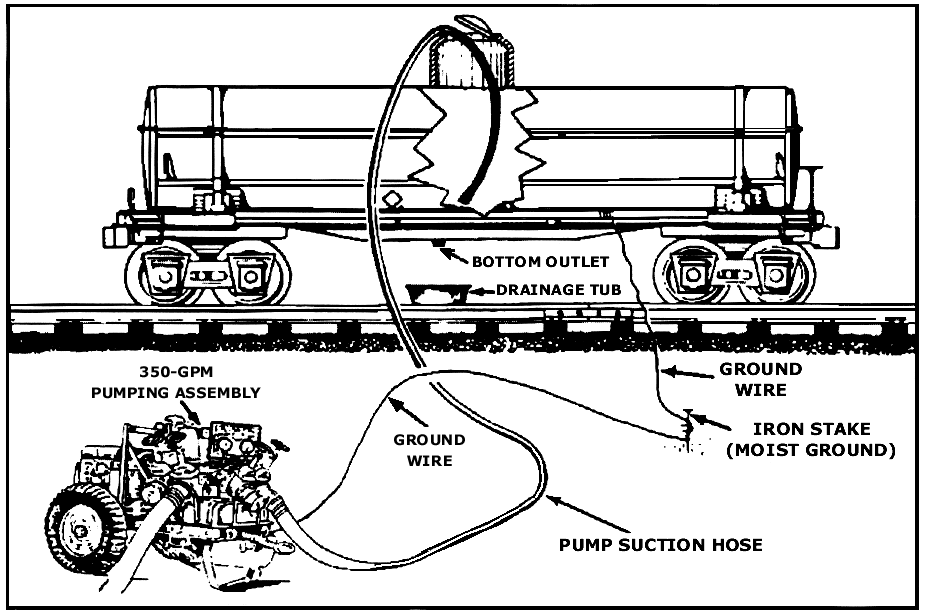 BOTTOM OUTLET
DRAINAGE TUB
350-GPM
PUMPING ASSEMBLY
GROUND
WIRE
GROUND
WIRE
IRON STAKE
(MOIST GROUND)
PUMP SUCTION HOSE